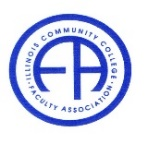 ILLINOIS COMMUNITY COLLEGE
FACULTY ASSOCIATION
FA